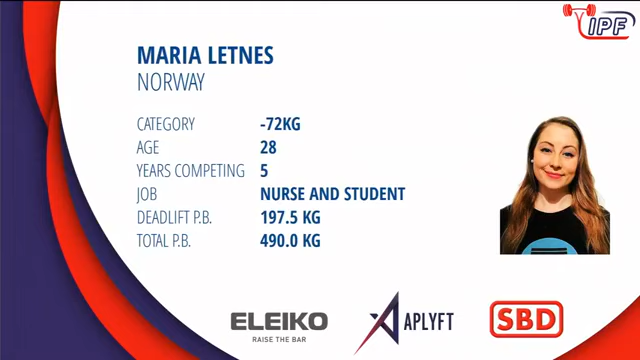 IPF
MARIA LETNES
NORWAY
CATEGORY -72KG
AGE 28
YEARS COMPETING 5
JOB NURSE AND STUDENT
DEADLIFT P.B. 197.5 KG
TOTAL P.B. 490.0 KG
ELEIKO
RAISE THE BAR
APLYFT
SBD